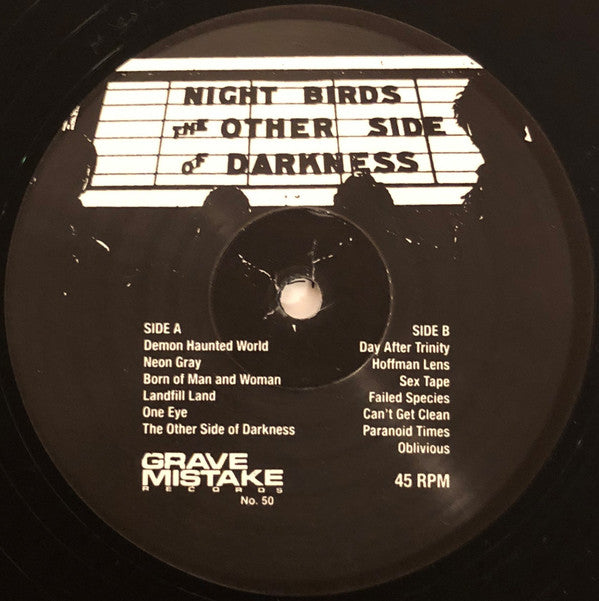 NIGHT BIRDS
THE OTHER SIDE
OF DARKNESS
SIDE A
Demon Haunted World
Neon Gray
Born of Man and Woman
Landfill Land
One Eye
The Other Side of Darkness
SIDE B
Day After Trinity
Hoffman Lens
Sex Tape
Failed Species
Can't Get Clean
Paranoid Times
Oblivious
GRAVE
MISTAKE
RECORDS
No. 50
45 RPM